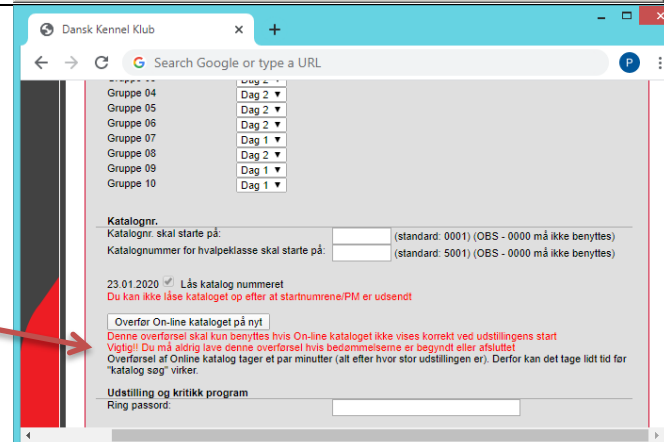 Dansk Kennel Klub
Search Google or type a URL
P
Gruppe 03 Dag 2
Gruppe 04 Dag 2
Gruppe 05 Dag 2
Gruppe 06 Dag 2
Gruppe 07 Dag 1
Gruppe 08 Dag 2
Gruppe 09 Dag 1
Gruppe 10 Dag 1
Katalognr.
Katalognr. skal starte på: (standard: 0001) (OBS - 0000 må ikke benyttes)
Katalognummer for hvalpeklasse skal starte på: (standard: 5001) (OBS - 0000 må ikke benyttes)
23.01.2020 Lås katalog nummeret
Du kan ikke låse kataloget op efter at startnumrene/PM er udsendt
Overfør On-line kataloget på nyt
Denne overførsel skal kun benyttes hvis On-line kataloget ikke vises korrekt ved udstillingens start
Vigtig!! Du må aldrig lave denne overførsel hvis bedømmelserne er begyndt eller afsluttet
Overførsel af Online katalog tager et par minutter (alt efter hvor stor udstillingen er). Derfor kan det tage lidt tid før
"katalog søg" virker.
Udstilling og kritikk program
Ring passord: